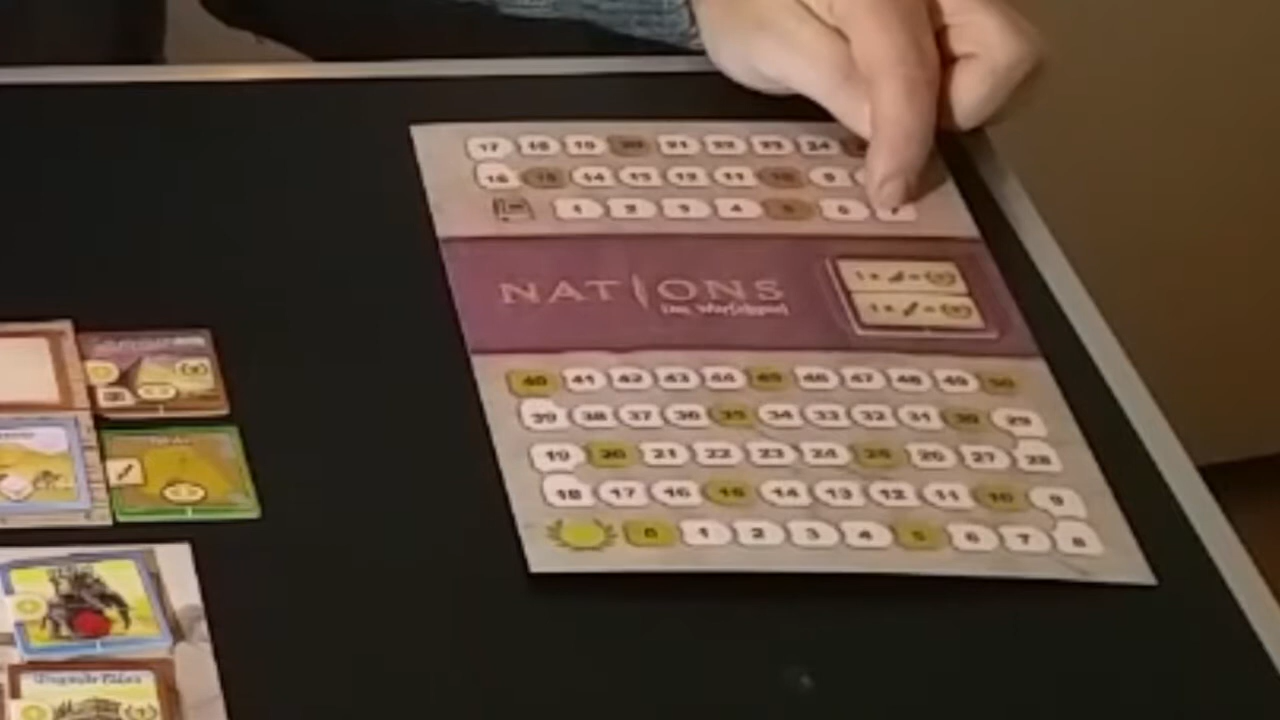 17 18 19 20 21 22 23 24
16 15 14 13 12 11 10 9
1 2 3 4 5 6 7
NATIONS
Das Würfelspiel
40 41 42 43 44 45 46 47 48 49 50
39 38 37 36 35 34 33 32 31 30 29
19 20 21 22 23 24 25 26 27 28
18 17 16 15 14 13 12 11 10 9
0 1 2 3 4 5 6 7 8